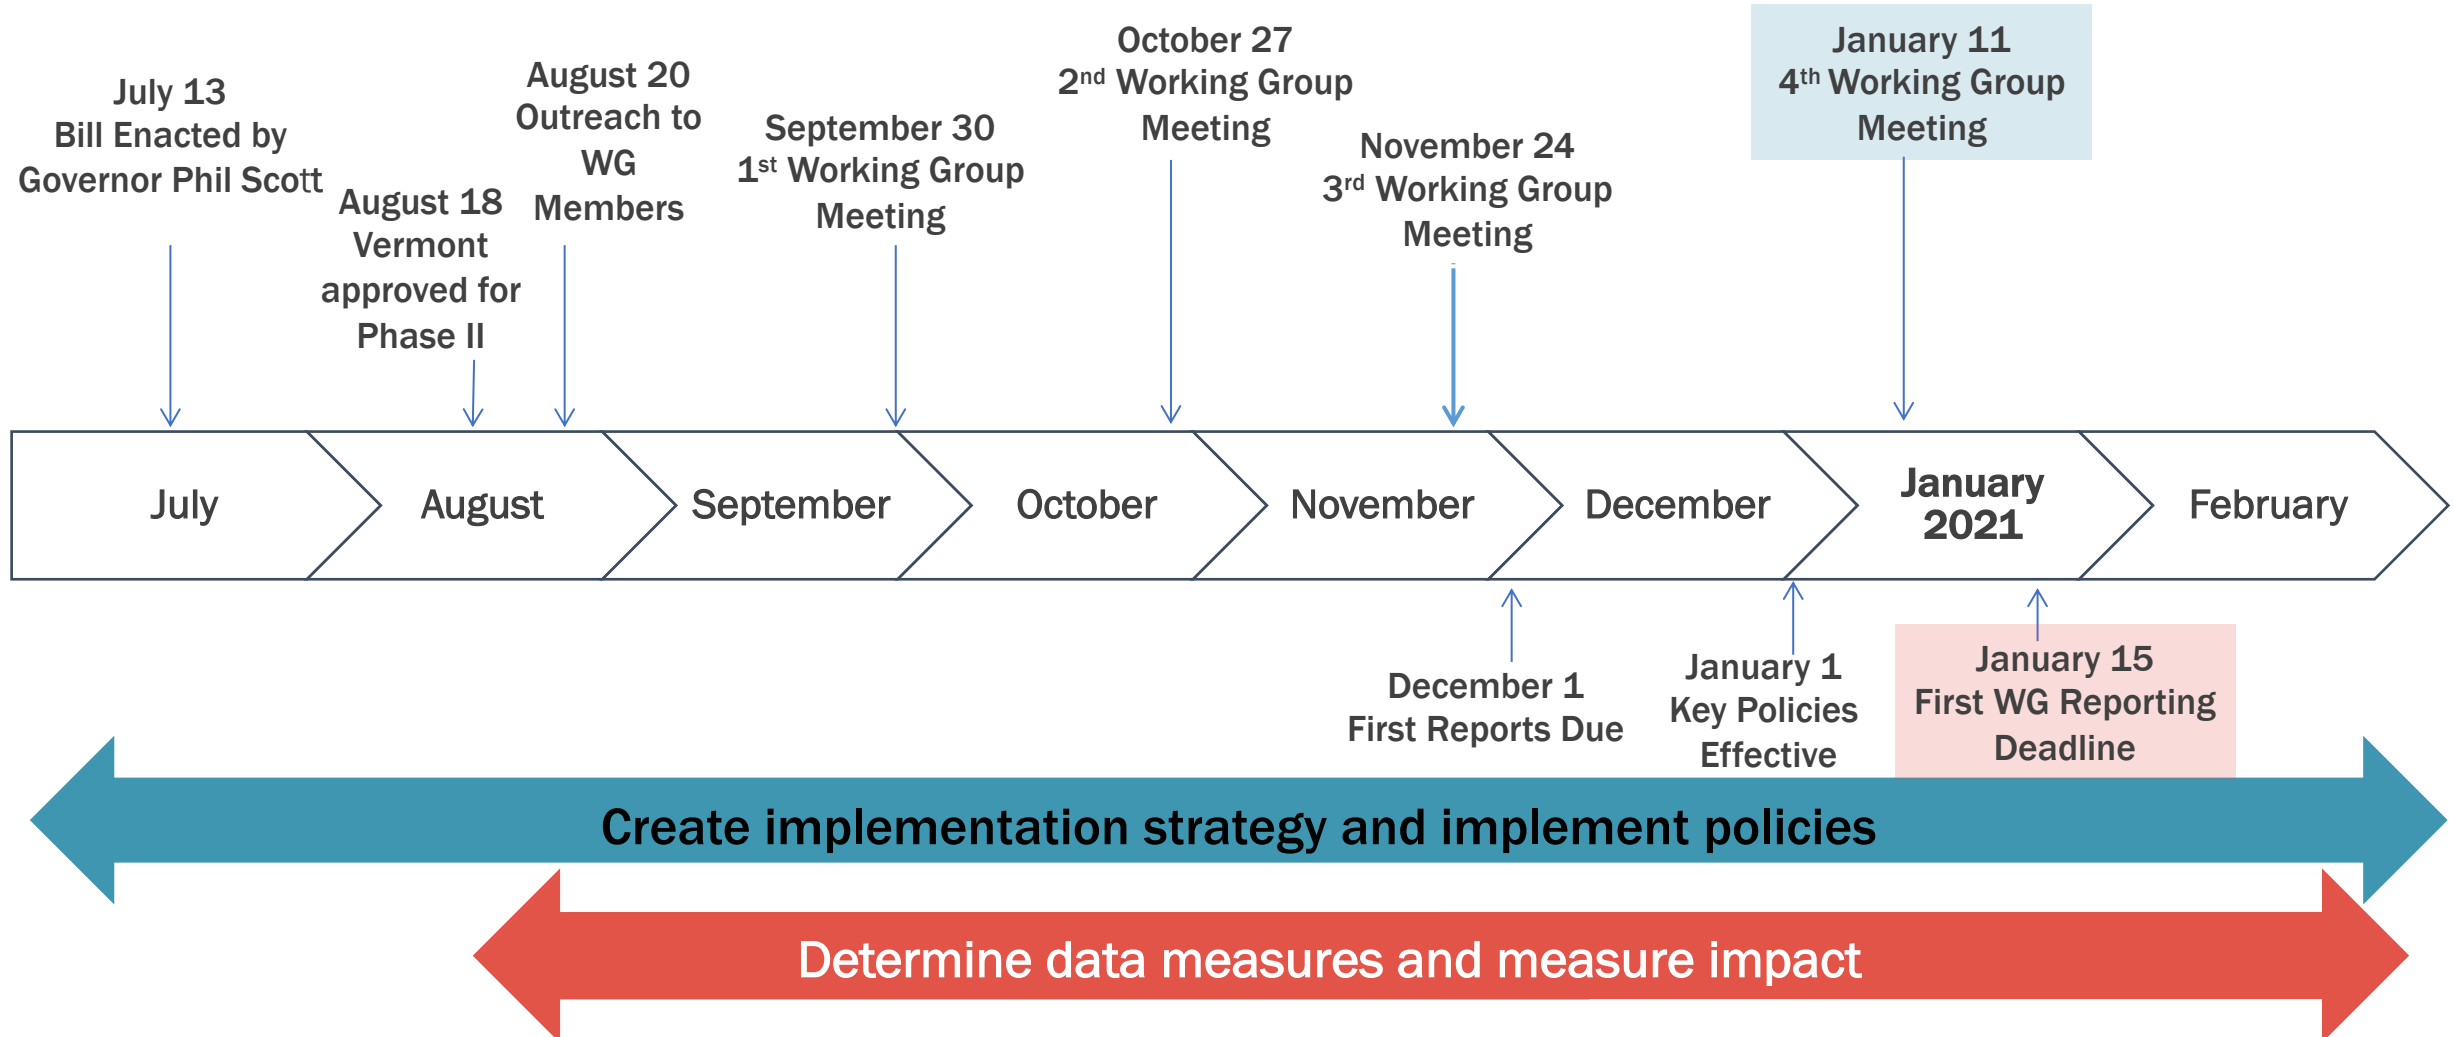 July 13
Bill Enacted by
Governor Phil Scott
August 18
Vermont
approved for
Phase II
August 20
Outreach to
WG
Members
September 30
1st Working Group
Meeting
October 27
2nd Working Group
Meeting
November 24
3rd Working Group
Meeting
January 11
4th Working Group
Meeting
July
August
September
October
November
December
January
2021
February
December 1
First Reports Due
January 1
Key Policies
Effective
January 15
First WG Reporting
Deadline
Create implementation strategy and implement policies
Determine data measures and measure impact